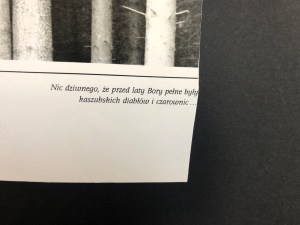 Nic dziwnego, że przed laty Bory pełne były
kaszubskich diabłów i czarownic...